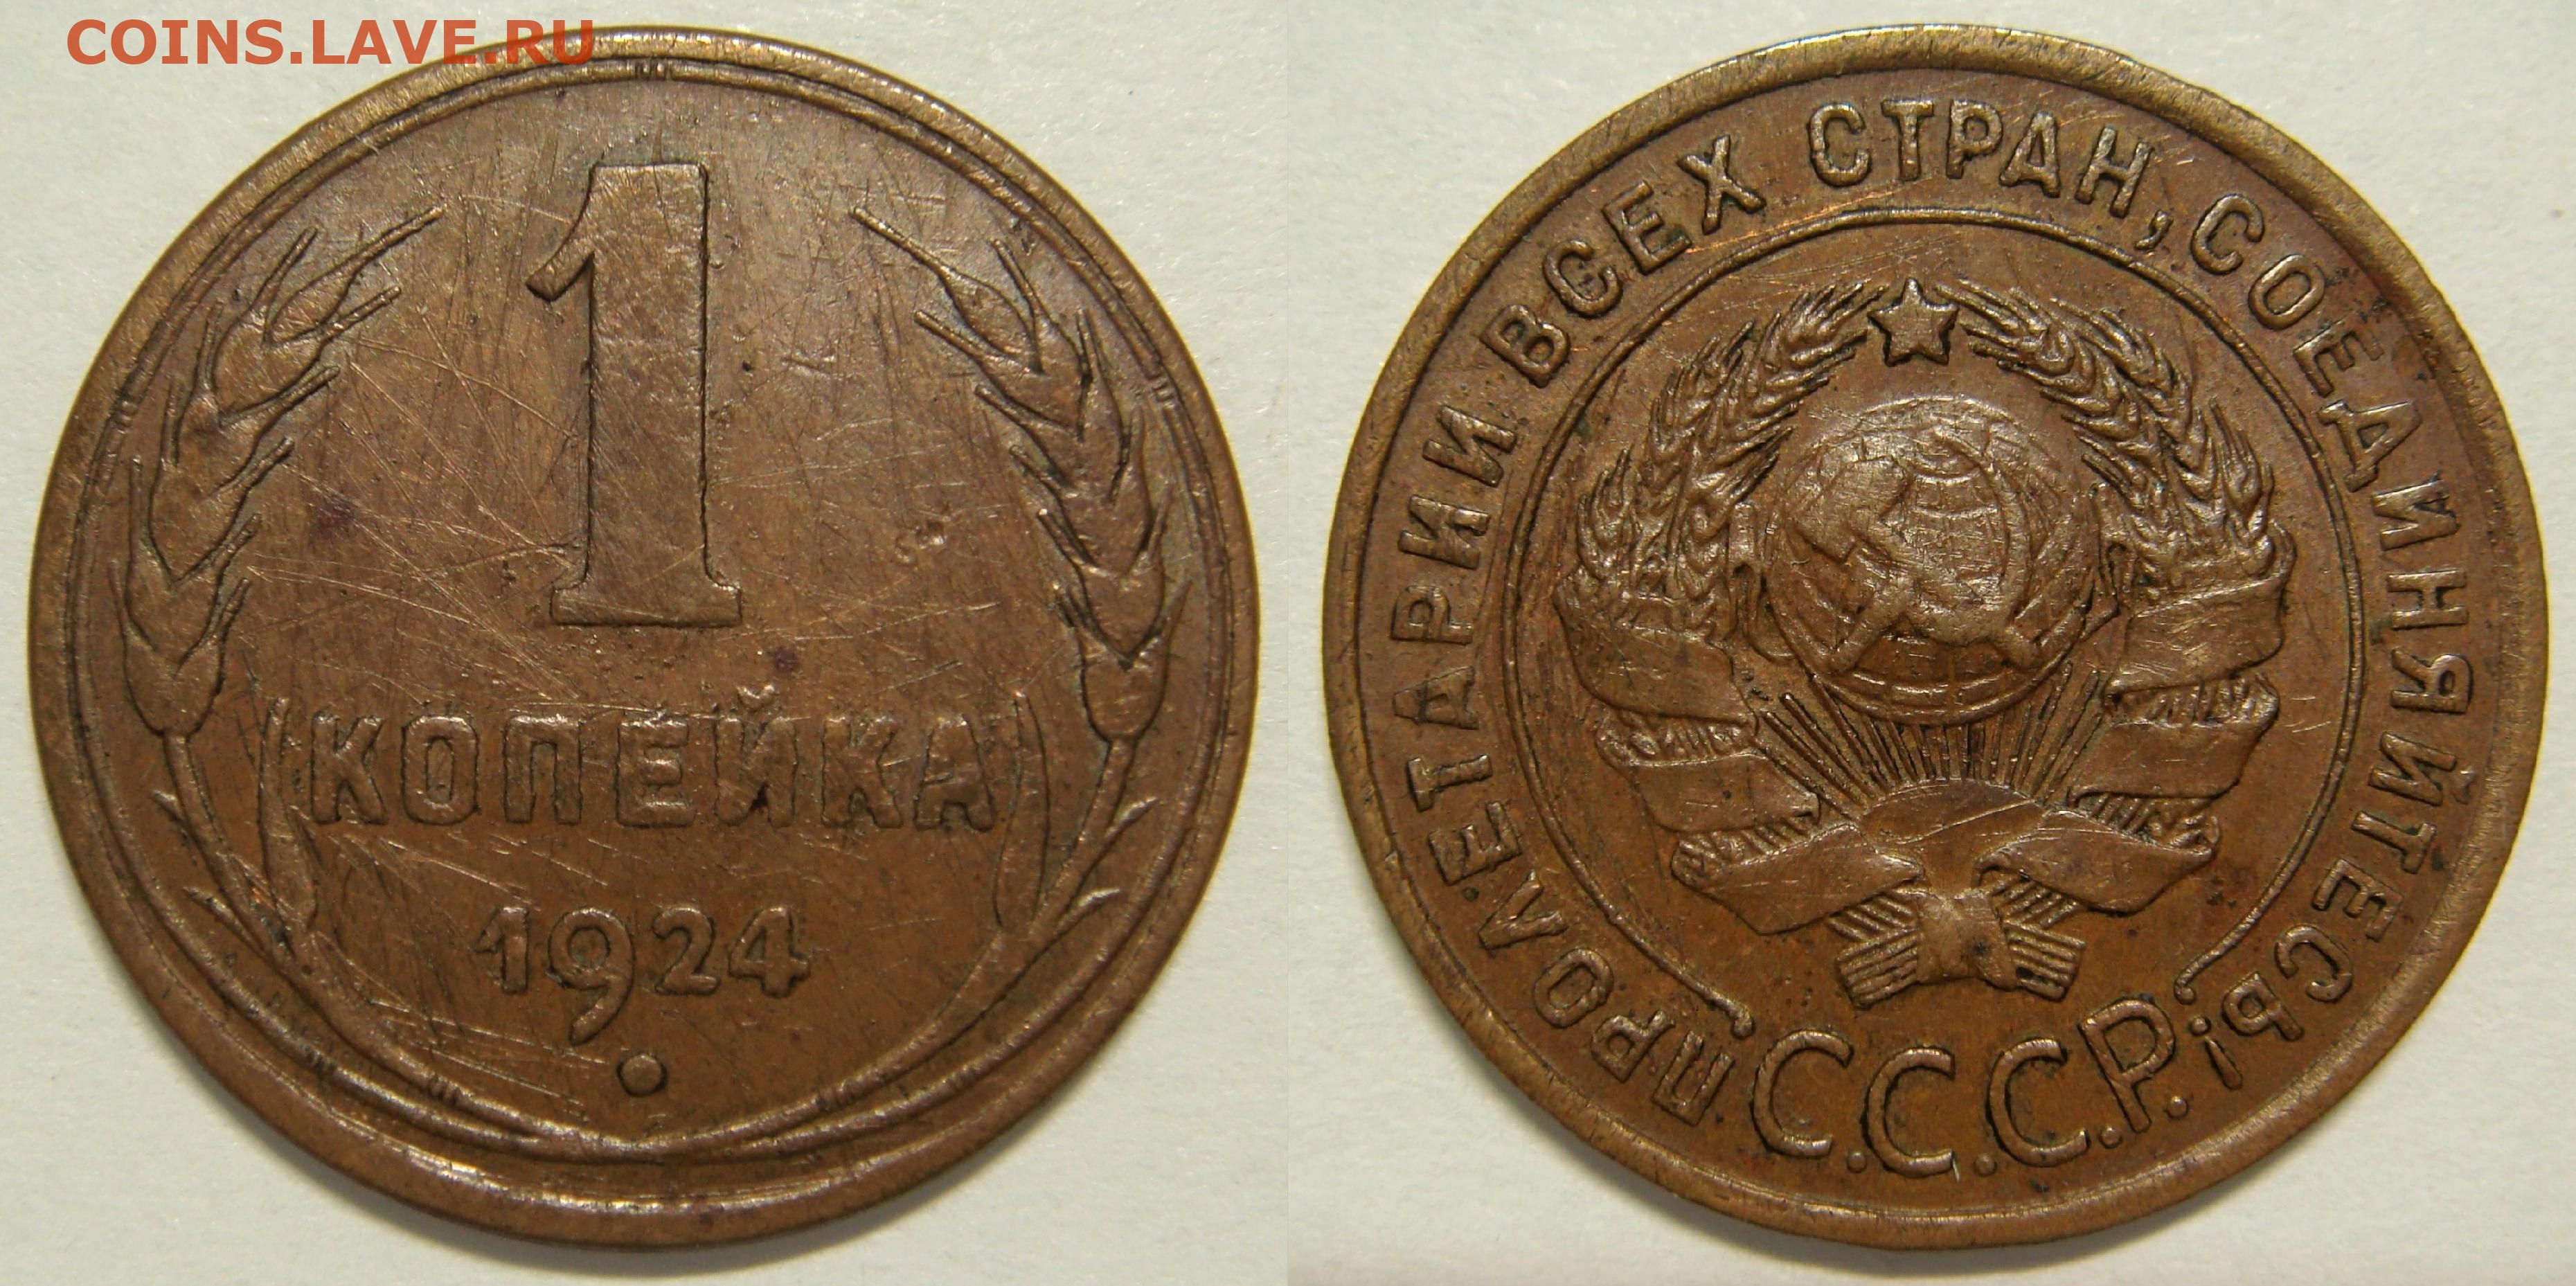 COINS.LAVE.RU
1
КОПЕЙКА
1924
ПРОЛЕТАРИИ ВСЕХ СТРАН, СОЕДИНЯЙТЕСЬ!
С.С.С.Р.